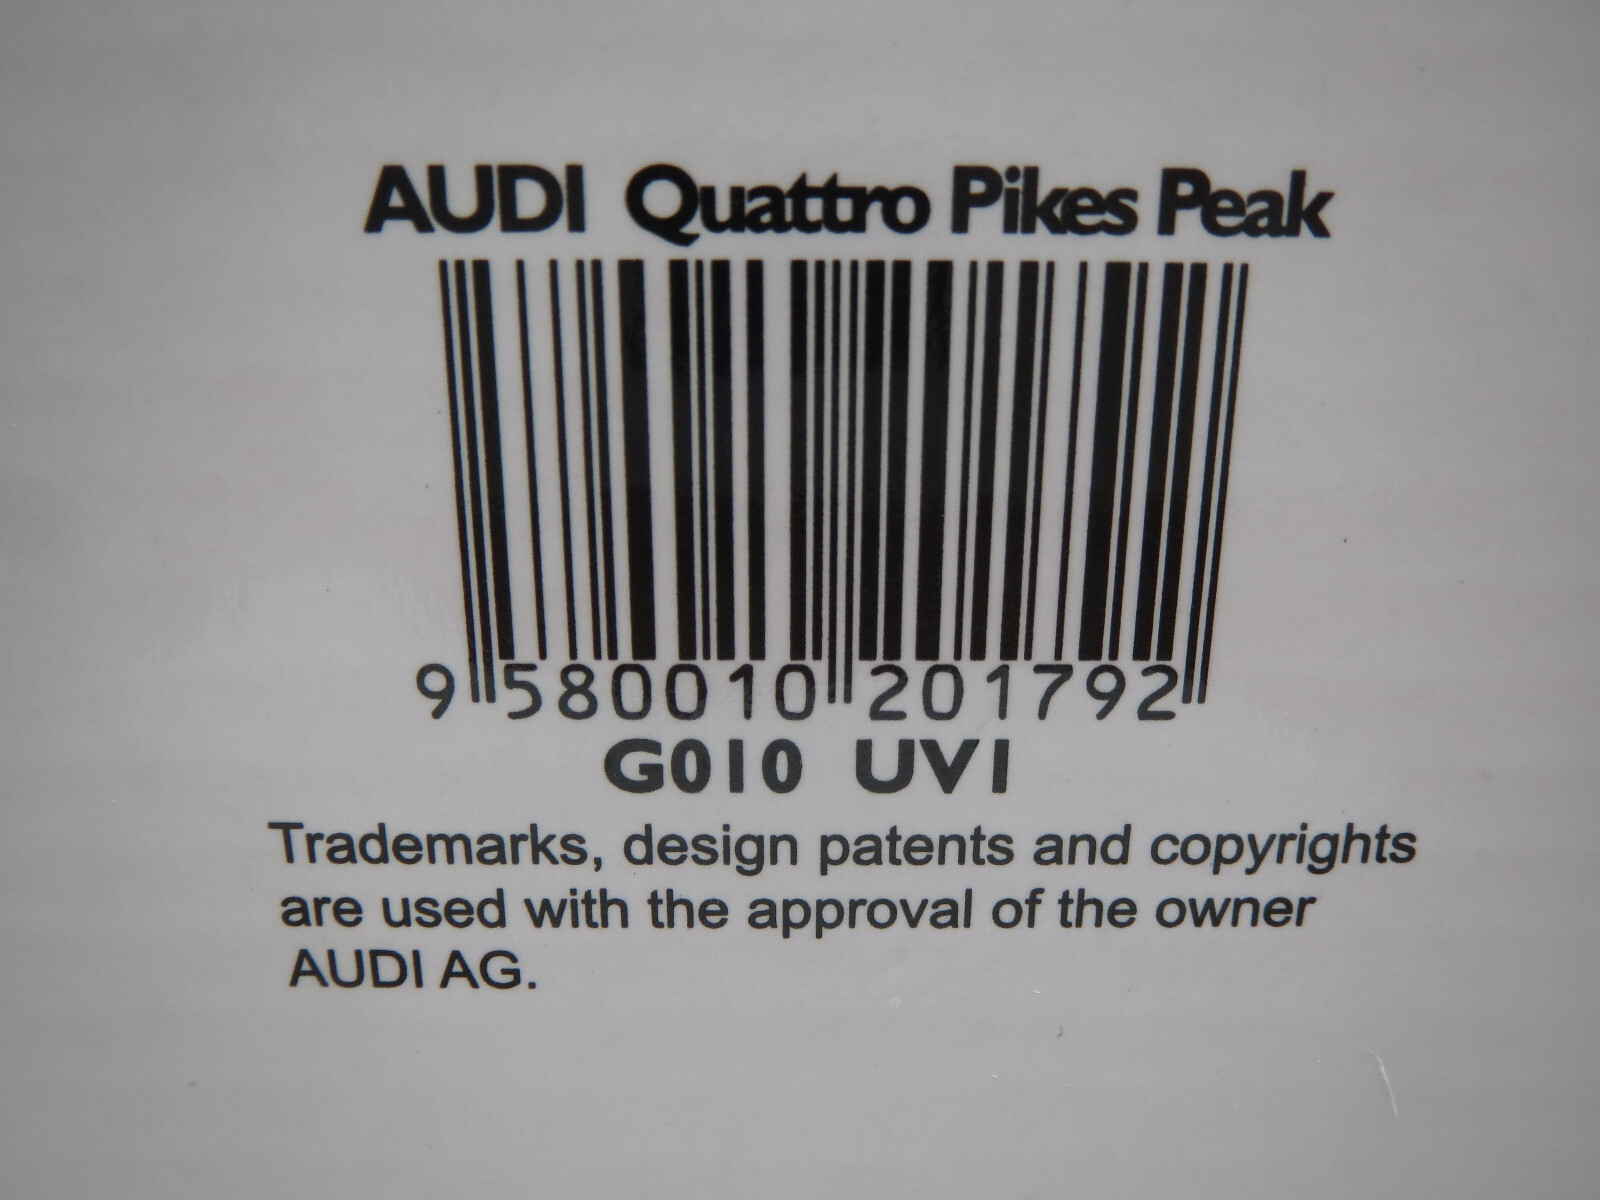 AUDI Quattro Pikes Peak
9 580010 201792
G010 UV1
Trademarks, design patents and copyrights
are used with the approval of the owner
AUDI AG.